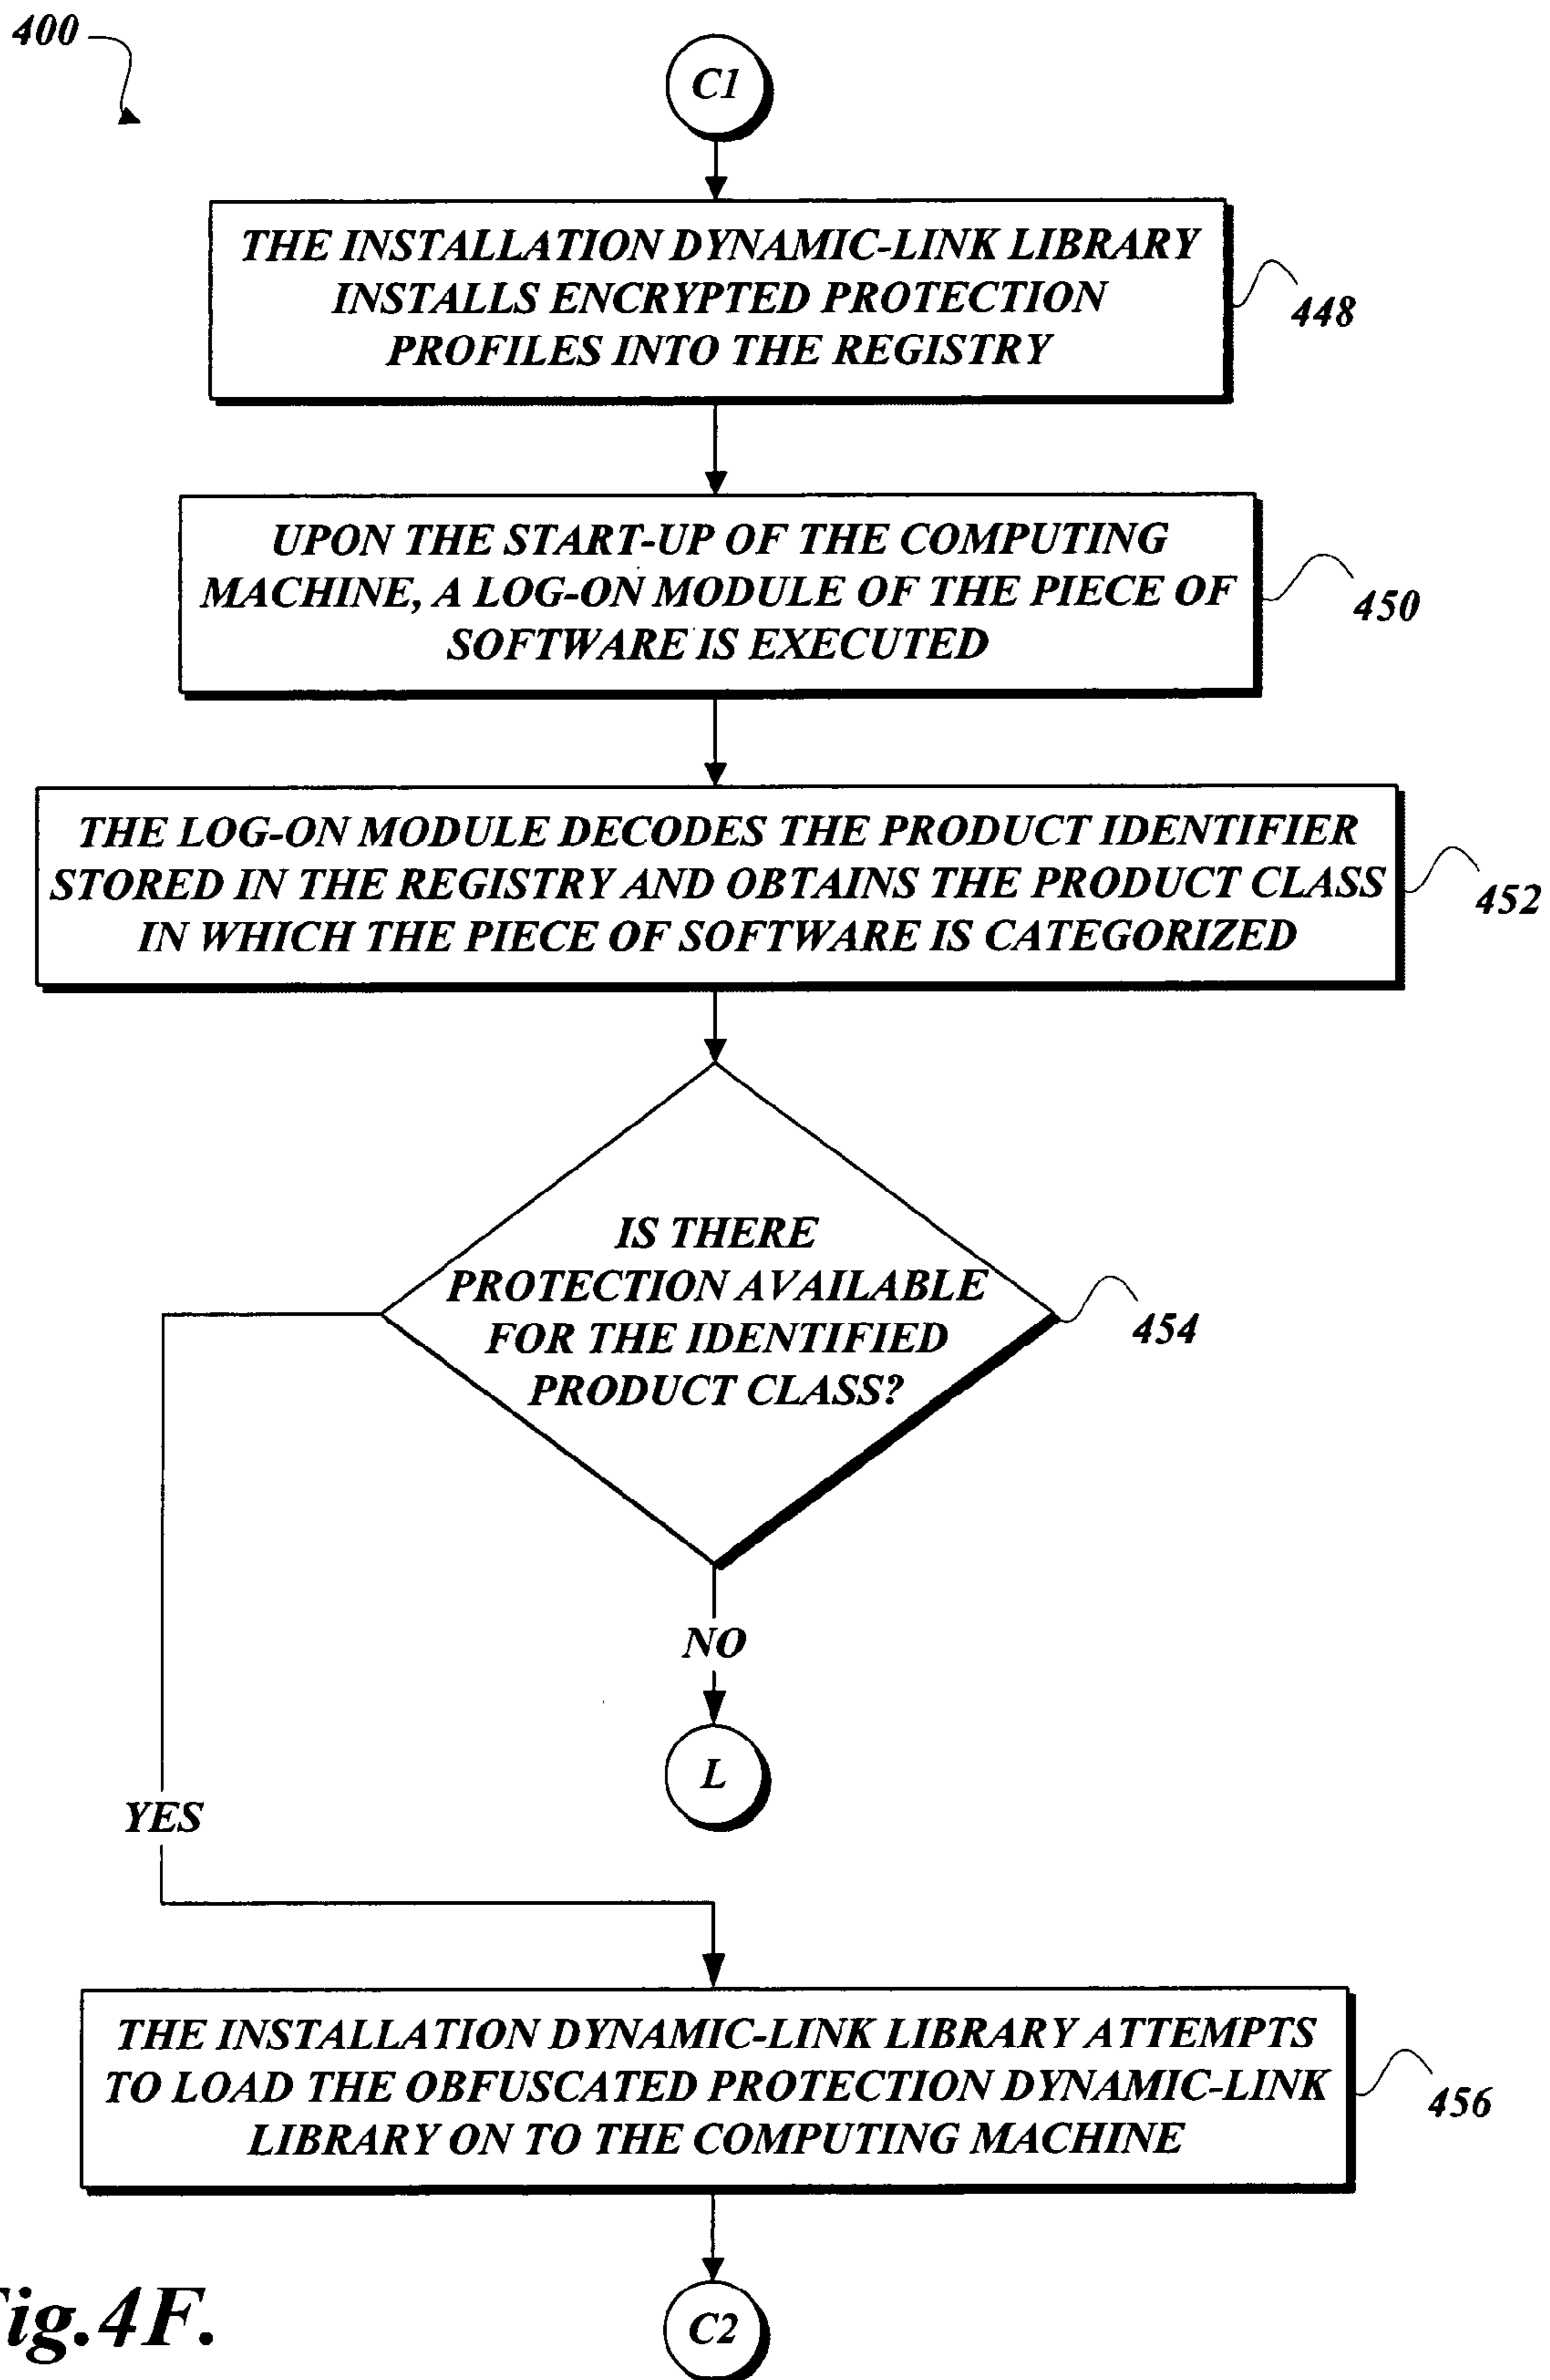 400
C1
THE INSTALLATION DYNAMIC-LINK LIBRARY
INSTALLS ENCRYPTED PROTECTION
PROFILES INTO THE REGISTRY
448
UPON THE START-UP OF THE COMPUTING
MACHINE, A LOG-ON MODULE OF THE PIECE OF
SOFTWARE IS EXECUTED
450
THE LOG-ON MODULE DECODES THE PRODUCT IDENTIFIER
STORED IN THE REGISTRY AND OBTAINS THE PRODUCT CLASS
IN WHICH THE PIECE OF SOFTWARE IS CATEGORIZED
452
IS THERE
PROTECTION AVAILABLE
FOR THE IDENTIFIED
PRODUCT CLASS?
454
NO
L
YES
THE INSTALLATION DYNAMIC-LINK LIBRARY ATTEMPTS
TO LOAD THE OBFUSCATED PROTECTION DYNAMIC-LINK
LIBRARY ON TO THE COMPUTING MACHINE
456
C2
Fig.4F.